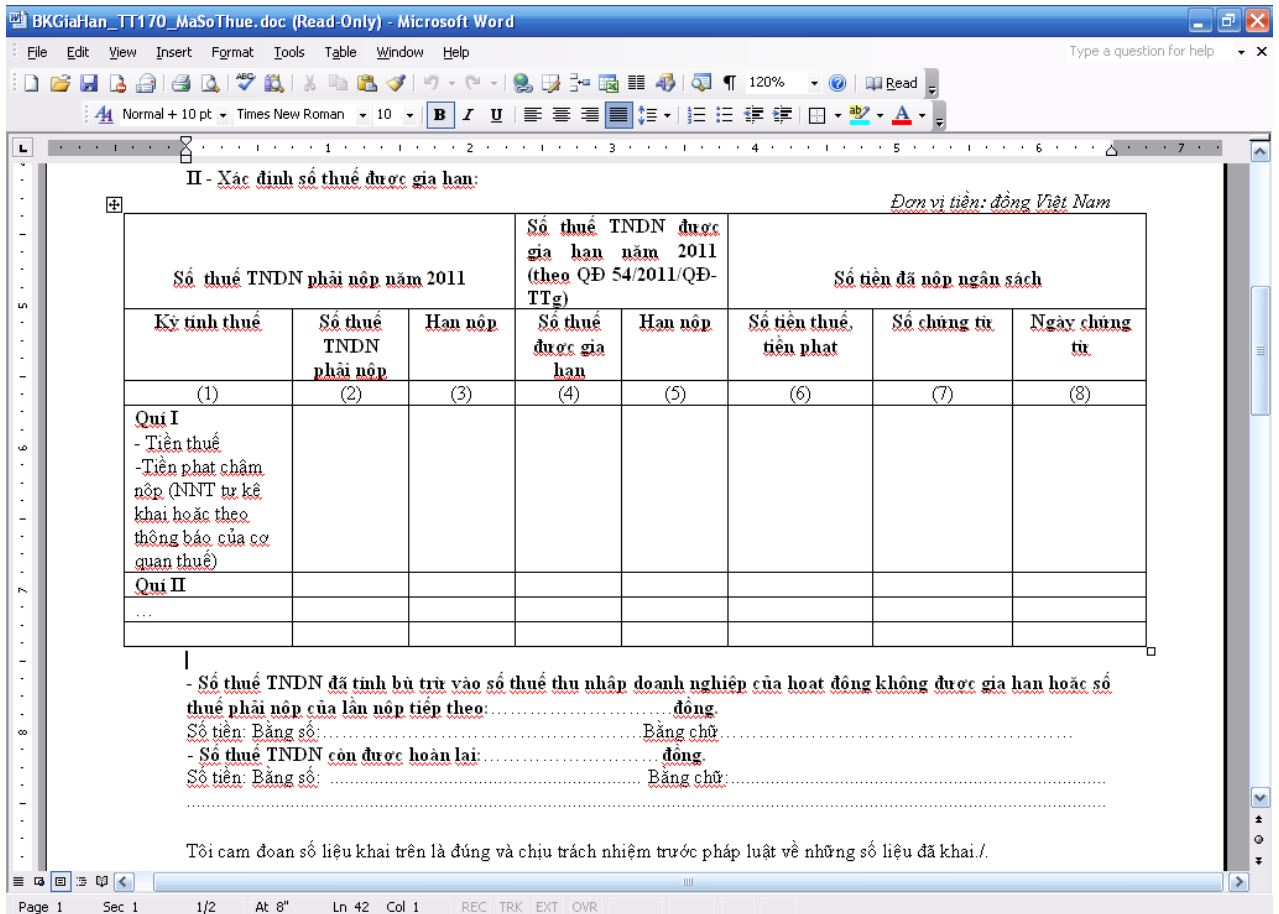 BKGiaHan_TT170_MaSoThue.doc (Read-Only) - Microsoft Word
File Edit View Insert Format Tools Table Window Help Type a question for help
120% Read
Normal + 10 pt Times New Roman 10 B I U
1 2 3 4 5 6 7
II - Xác định số thuế được gia hạn:
Đơn vị tiền: đồng Việt Nam
Số thuế TNDN phải nộp năm 2011
Số thuế TNDN được
gia hạn năm 2011
(theo QĐ 54/2011/QĐ-
TTg)
Số tiền đã nộp ngân sách
Kỳ tính thuế
Số thuế
TNDN
phải nộp
Hạn nộp
Số thuế
được gia
hạn
Hạn nộp
Số tiền thuế,
tiền phạt
Số chứng từ
Ngày chứng
từ
(1) (2) (3) (4) (5) (6) (7) (8)
Quí I
- Tiền thuế
-Tiền phạt chậm
nộp (NNT tự kê
khai hoặc theo
thông báo của cơ
quan thuế)
Quí II
...
- Số thuế TNDN đã tính bù trừ vào số thuế thu nhập doanh nghiệp của hoạt động không được gia hạn hoặc số
thuế phải nộp của lần nộp tiếp theo:............................đồng.
Số tiền: Bằng số:..................................................Bằng chữ......................................................
- Số thuế TNDN còn được hoàn lại:............................đồng.
Số tiền: Bằng số: .................................................. Bằng chữ:............................................................
................................................................................................................................................
Tôi cam đoan số liệu khai trên là đúng và chịu trách nhiệm trước pháp luật về những số liệu đã khai./.
Page 1 Sec 1 1/2 At 8" Ln 42 Col 1 REC TRK EXT OVR